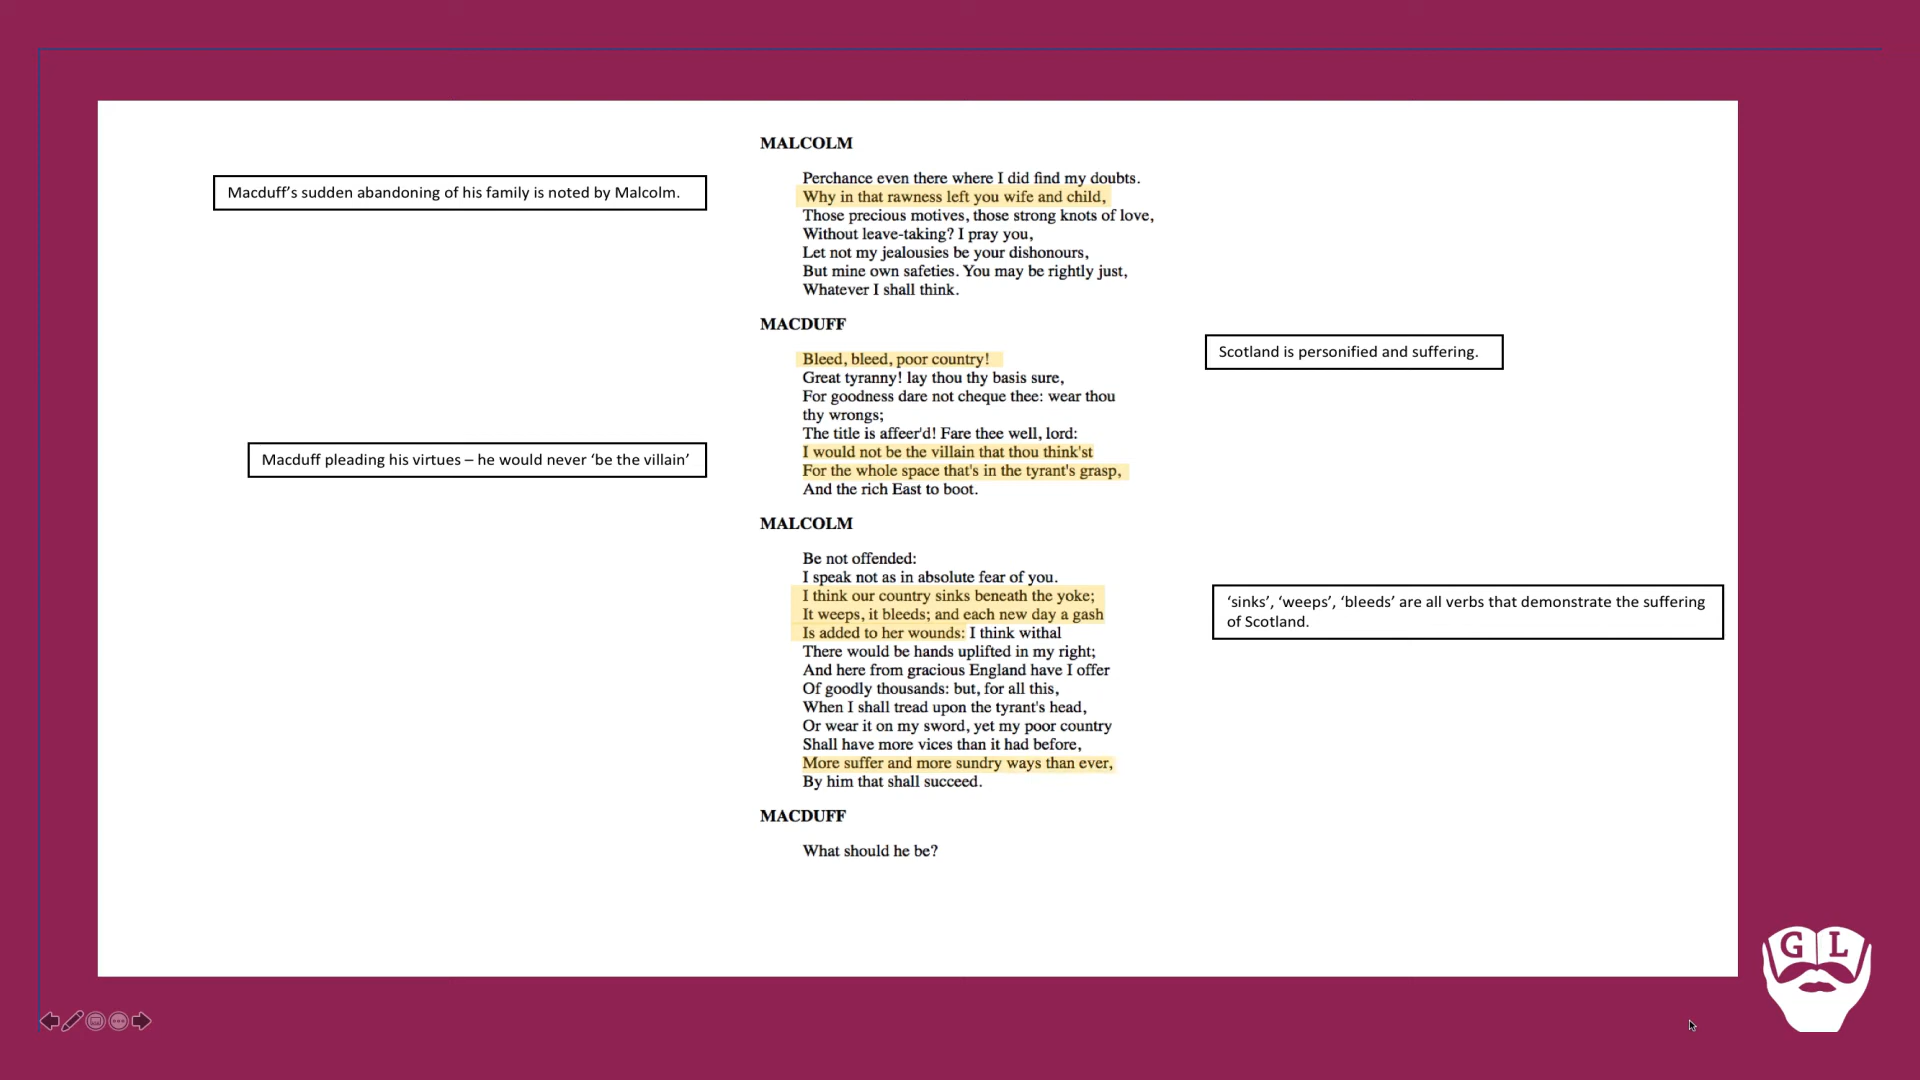 MALCOLM
Macduff’s sudden abandoning of his family is noted by Malcolm.
Perchance even there where I did find my doubts.
Why in that rawness left you wife and child,
Those precious motives, those strong knots of love,
Without leave-taking? I pray you,
Let not my jealousies be your dishonours,
But mine own safeties. You may be rightly just,
Whatever I shall think.
MACDUFF
Bleed, bleed, poor country!
Scotland is personified and suffering.
Great tyranny! lay thou thy basis sure,
For goodness dare not cheque thee: wear thou
thy wrongs;
The title is affeer'd! Fare thee well, lord:
Macduff pleading his virtues – he would never ‘be the villain’
I would not be the villain that thou think'st
For the whole space that's in the tyrant's grasp,
And the rich East to boot.
MALCOLM
Be not offended:
I speak not as in absolute fear of you.
I think our country sinks beneath the yoke;
It weeps, it bleeds; and each new day a gash
Is added to her wounds: I think withal
‘sinks’, ‘weeps’, ‘bleeds’ are all verbs that demonstrate the suffering
of Scotland.
There would be hands uplifted in my right;
And here from gracious England have I offer
Of goodly thousands: but, for all this,
When I shall tread upon the tyrant's head,
Or wear it on my sword, yet my poor country
Shall have more vices than it had before,
More suffer and more sundry ways than ever,
By him that shall succeed.
MACDUFF
What should he be?
G L